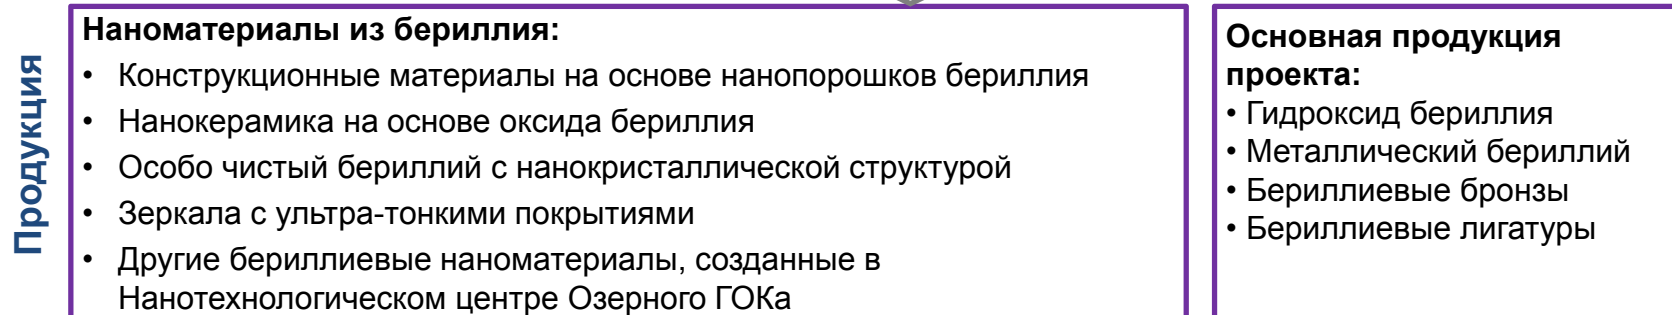 Продукция
Наноматериалы из бериллия:
• Конструкционные материалы на основе нанопорошков бериллия
• Нанокерамика на основе оксида бериллия
• Особо чистый бериллий с нанокристаллической структурой
• Зеркала с ультра-тонкими покрытиями
• Другие бериллиевые наноматериалы, созданные в
Нанотехнологическом центре Озерного ГОКа
Основная продукция
проекта:
• Гидроксид бериллия
• Металлический бериллий
• Бериллиевые бронзы
• Бериллиевые лигатуры